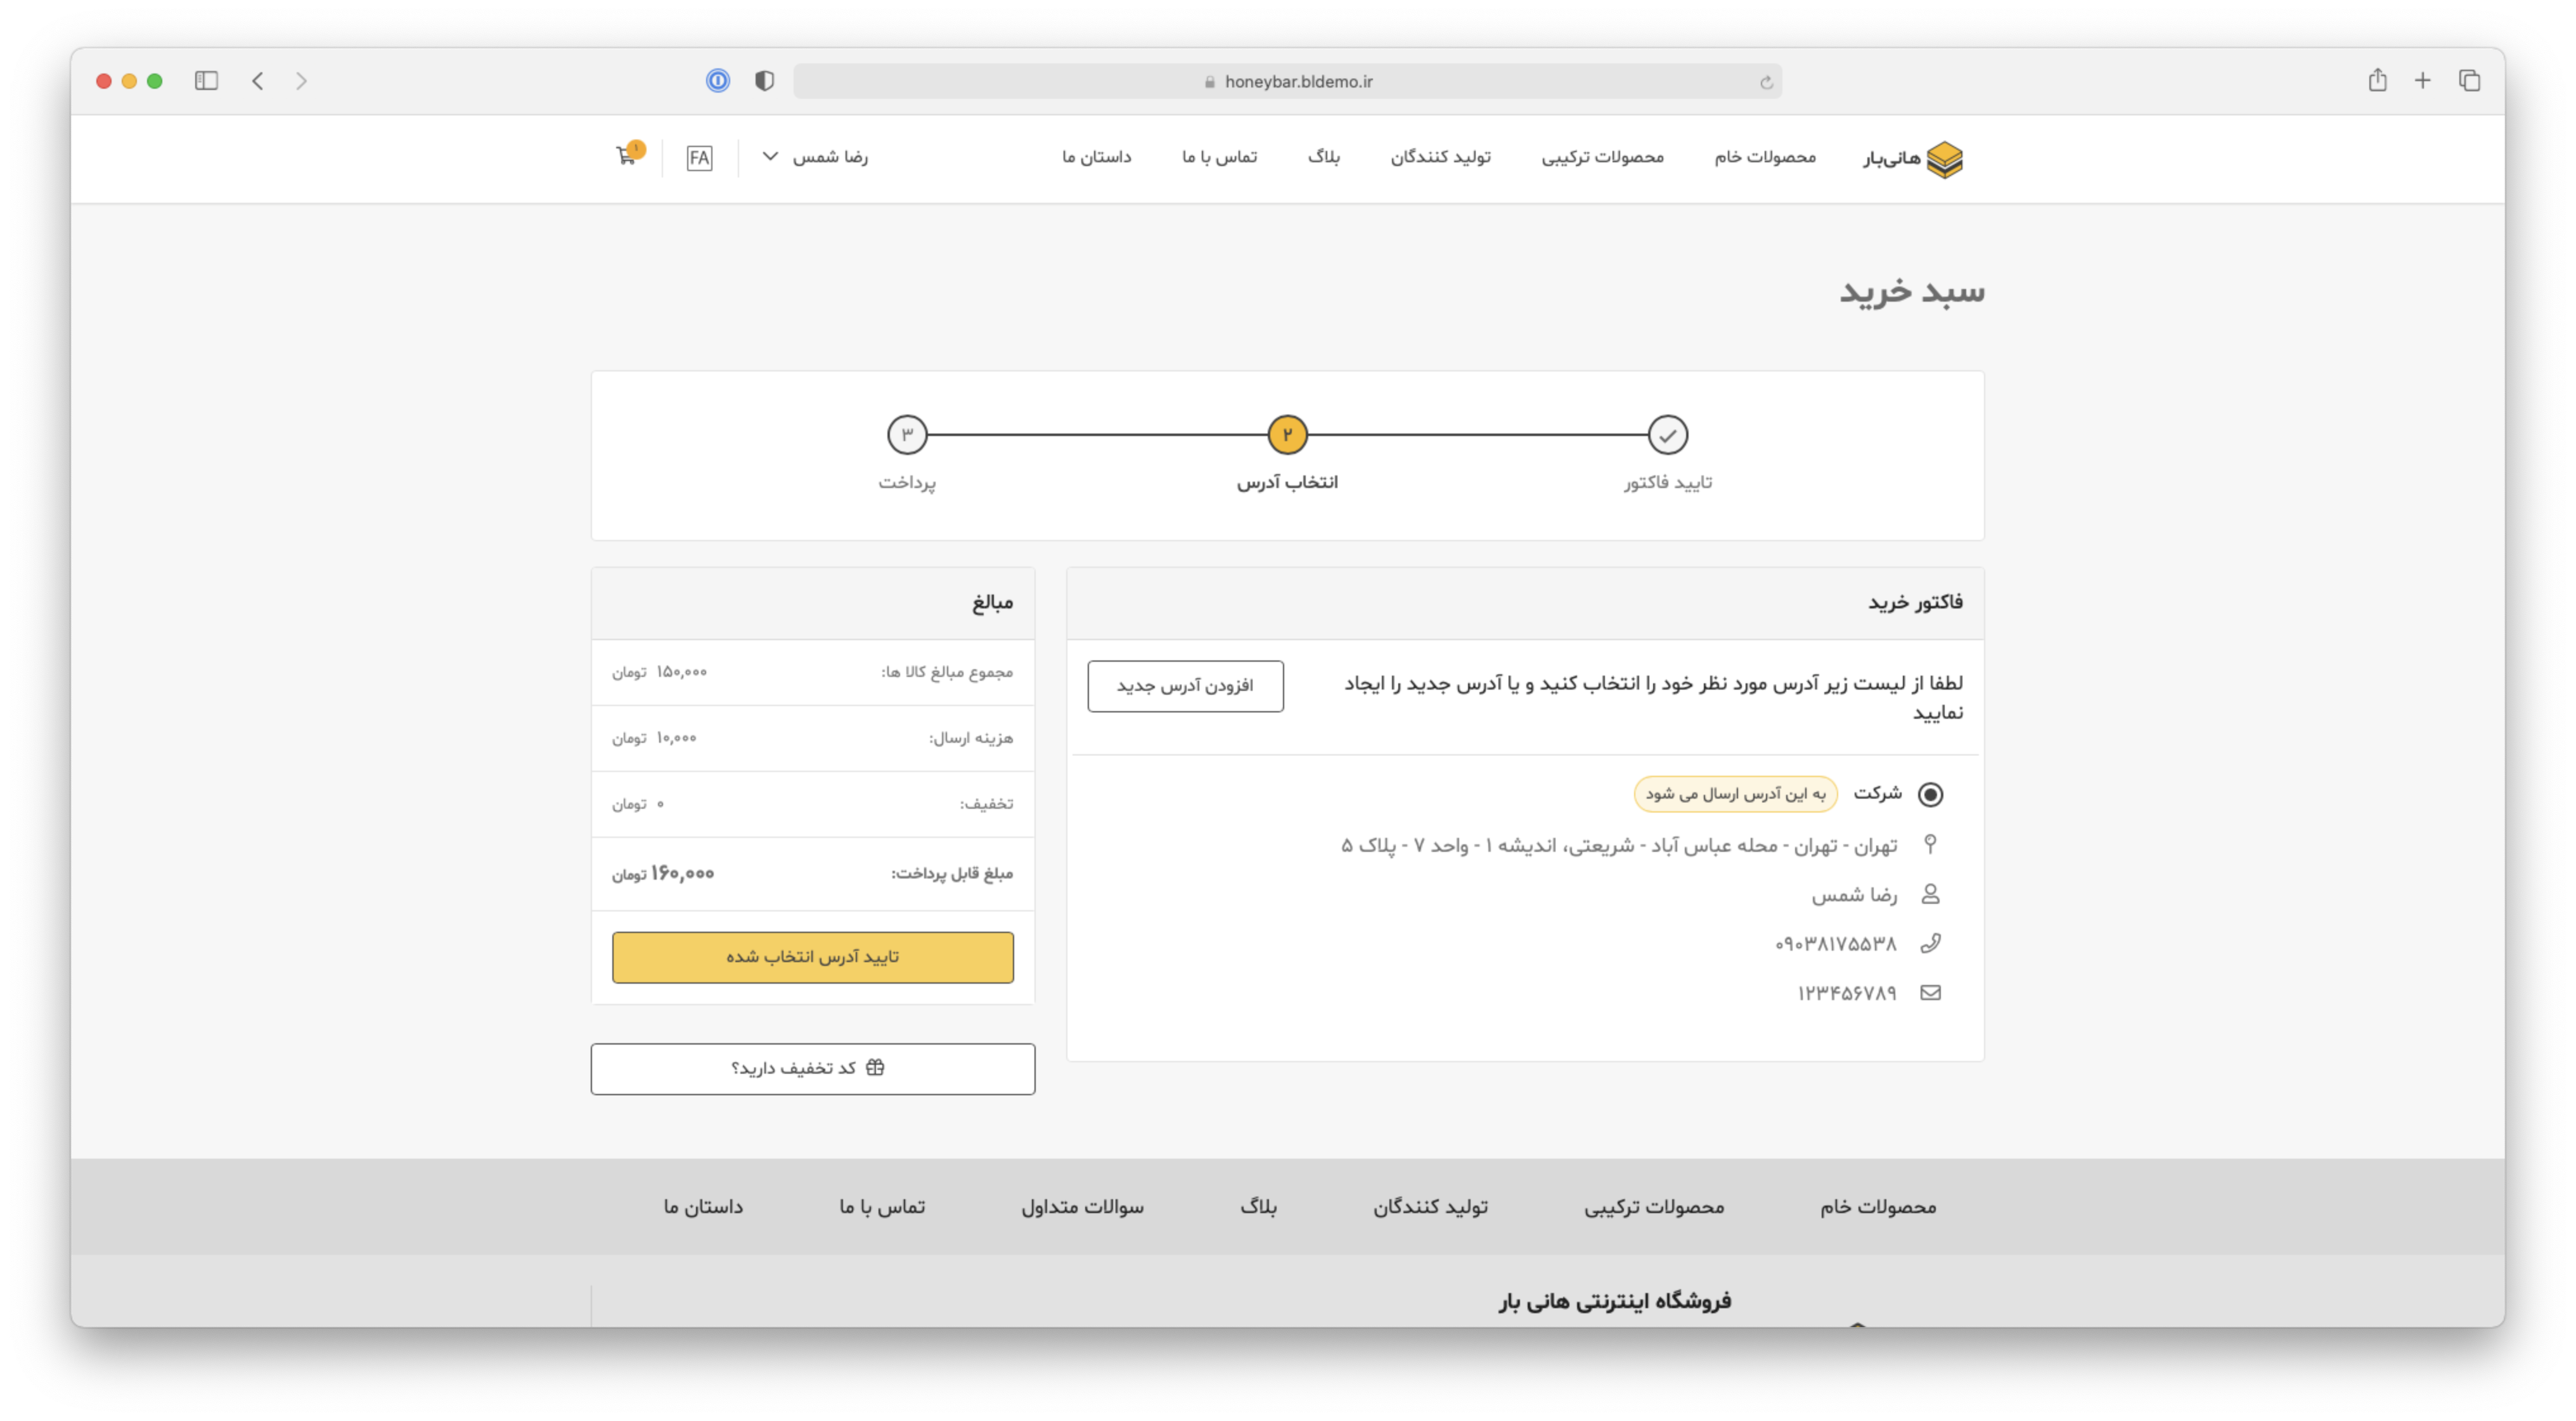 honeybar.bldemo.ir
هانی‌بار
محصولات خام
محصولات ترکیبی
تولید کنندگان
بلاگ
تماس با ما
داستان ما
رضا شمس
FA
۱
سبد خرید
تایید فاکتور
۲
انتخاب آدرس
۳
پرداخت
فاکتور خرید
لطفا از لیست زیر آدرس مورد نظر خود را انتخاب کنید و یا آدرس جدید را ایجاد
نمایید
افزودن آدرس جدید
شرکت
به این آدرس ارسال می شود
تهران - تهران - محله عباس آباد - شریعتی، اندیشه ۱ - واحد ۷ - پلاک ۵
رضا شمس
۰۹۰۳۸۱۷۵۵۳۸
۱۲۳۴۵۶۷۸۹
مبالغ
مجموع مبالغ کالا ها: ۱۵۰,۰۰۰ تومان
هزینه ارسال: ۱۰,۰۰۰ تومان
تخفیف: ۰ تومان
مبلغ قابل پرداخت: ۱۶۰,۰۰۰ تومان
تایید آدرس انتخاب شده
کد تخفیف دارید؟
محصولات خام
محصولات ترکیبی
تولید کنندگان
بلاگ
سوالات متداول
تماس با ما
داستان ما
فروشگاه اینترنتی هانی بار